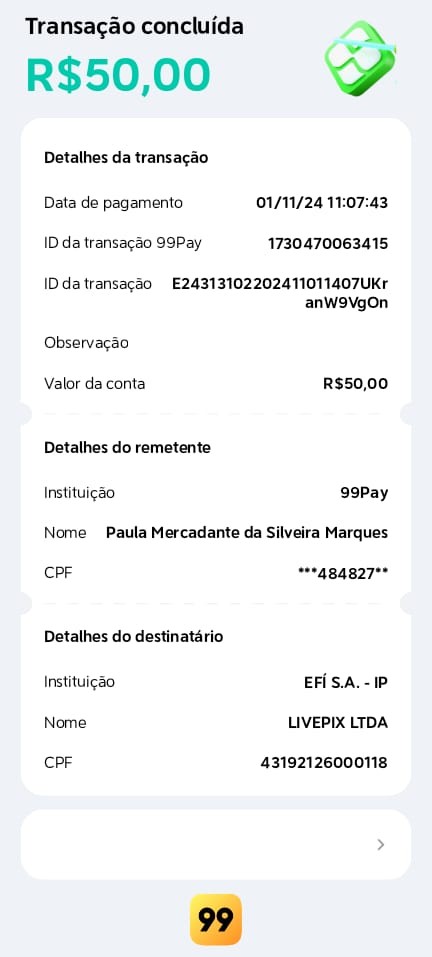 Transação concluída
R$50,00
Detalhes da transação
Data de pagamento 01/11/24 11:07:43
ID da transação 99Pay 1730470063415
ID da transação E24313102202411011407UKr
anW9VgOn
Observação
Valor da conta R$50,00
Detalhes do remetente
Instituição 99Pay
Nome Paula Mercadante da Silveira Marques
CPF ***484827**
Detalhes do destinatário
Instituição EFÍ S.A. - IP
Nome LIVEPIX LTDA
CPF 43192126000118
99